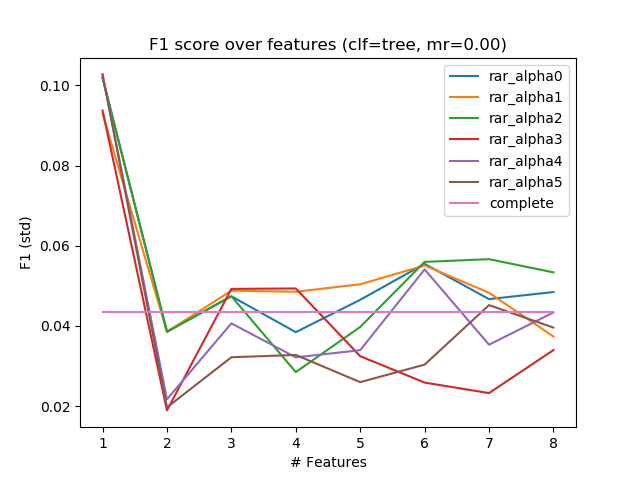 F1 score over features (clf=tree, mr=0.00)
F1 (std)
0.10
0.08
0.06
0.04
0.02
rar_alpha0
rar_alpha1
rar_alpha2
rar_alpha3
rar_alpha4
rar_alpha5
complete
1 2 3 4 5 6 7 8
# Features